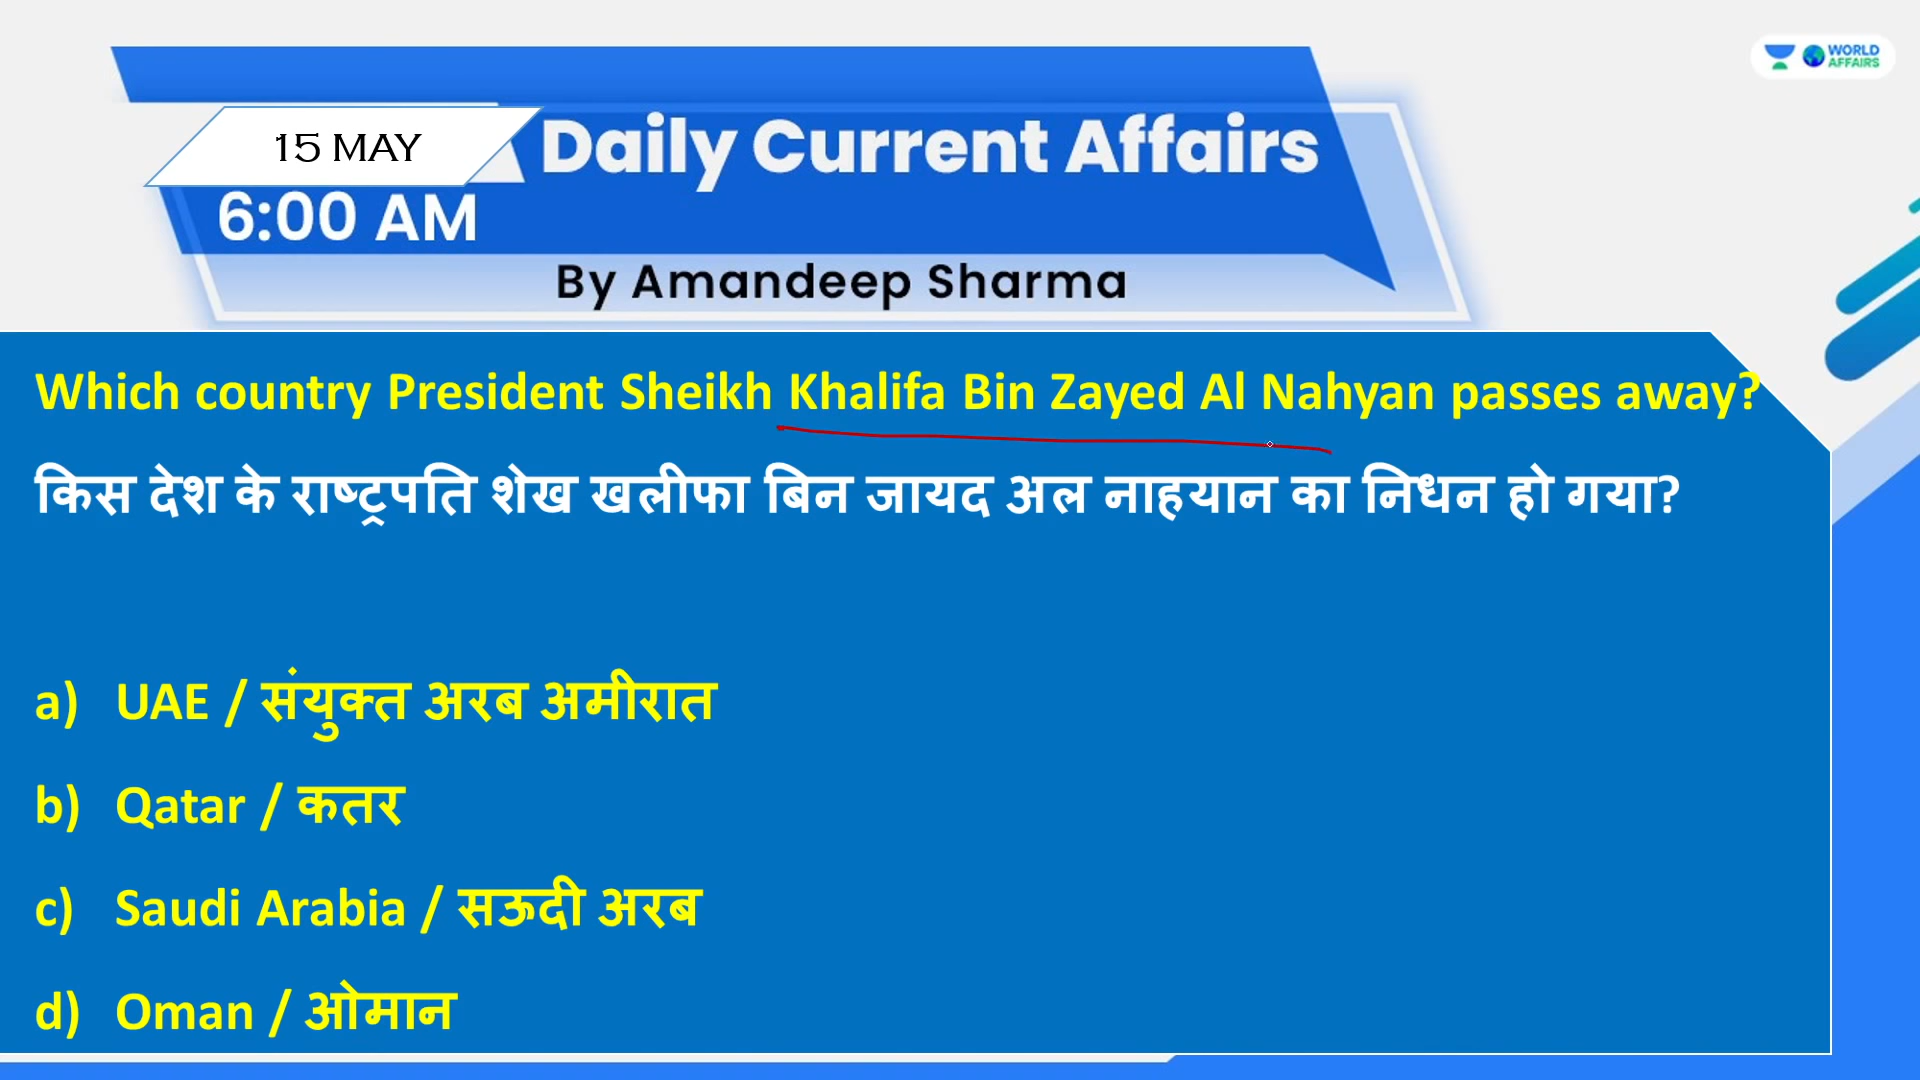 WORLD
AFFAIRS
15 MAY
Daily Current Affairs
6:00 AM
By Amandeep Sharma
Which country President Sheikh Khalifa Bin Zayed Al Nahyan passes away?
किस देश के राष्ट्रपति शेख खलीफा बिन जायद अल नाहयान का निधन हो गया?
a) UAE / संयुक्त अरब अमीरात
b) Qatar / कतर
c) Saudi Arabia / सऊदी अरब
d) Oman / ओमान